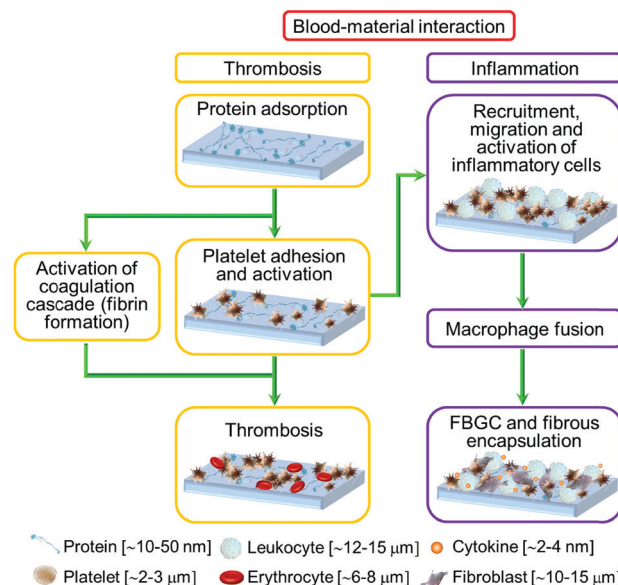 Blood-material interaction
Thrombosis
Inflammation
Protein adsorption
Recruitment,
migration and
activation of
inflammatory cells
Activation of
coagulation
cascade (fibrin
formation)
Platelet adhesion
and activation
Macrophage fusion
Thrombosis
FBGC and fibrous
encapsulation
Protein [~10-50 nm]
Leukocyte [~12-15 μm]
Cytokine [~2-4 nm]
Platelet [~2-3 μm]
Erythrocyte [~6-8 μm]
Fibroblast [~10-15 μm]